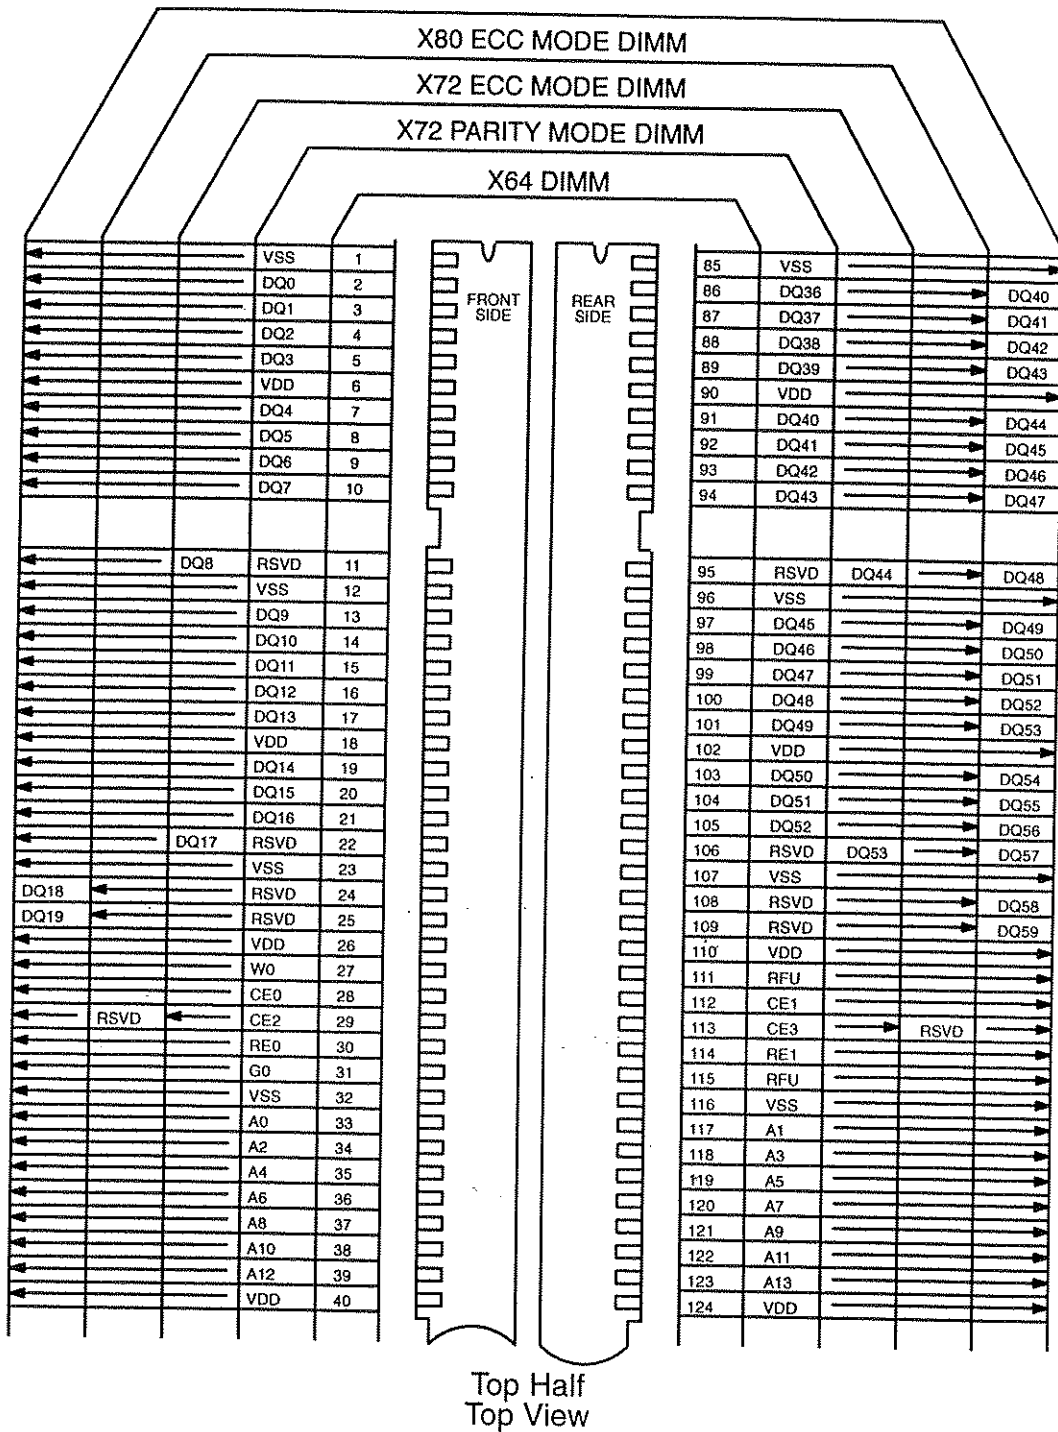 X80 ECC MODE DIMM
X72 ECC MODE DIMM
X72 PARITY MODE DIMM
X64 DIMM
FRONT SIDE
REAR SIDE
VSS 1 85 VSS
DQ0 2 86 DQ36 DQ40
DQ1 3 87 DQ37 DQ41
DQ2 4 88 DQ38 DQ42
DQ3 5 89 DQ39 DQ43
VDD 6 90 VDD
DQ4 7 91 DQ40 DQ44
DQ5 8 92 DQ41 DQ45
DQ6 9 93 DQ42 DQ46
DQ7 10 94 DQ43 DQ47
DQ8 RSVD 11 95 RSVD DQ44 DQ48
VSS 12 96 VSS
DQ9 13 97 DQ45 DQ49
DQ10 14 98 DQ46 DQ50
DQ11 15 99 DQ47 DQ51
DQ12 16 100 DQ48 DQ52
DQ13 17 101 DQ49 DQ53
VDD 18 102 VDD
DQ14 19 103 DQ50 DQ54
DQ15 20 104 DQ51 DQ55
DQ16 21 105 DQ52 DQ56
DQ17 RSVD 22 106 RSVD DQ53 DQ57
VSS 23 107 VSS
DQ18 RSVD 24 108 RSVD DQ58
DQ19 RSVD 25 109 RSVD DQ59
VDD 26 110 VDD
W0 27 111 RFU
CE0 28 112 CE1
RSVD CE2 29 113 CE3 RSVD
RE0 30 114 RE1
G0 31 115 RFU
VSS 32 116 VSS
A0 33 117 A1
A2 34 118 A3
A4 35 119 A5
A6 36 120 A7
A8 37 121 A9
A10 38 122 A11
A12 39 123 A13
VDD 40 124 VDD
Top Half
Top View